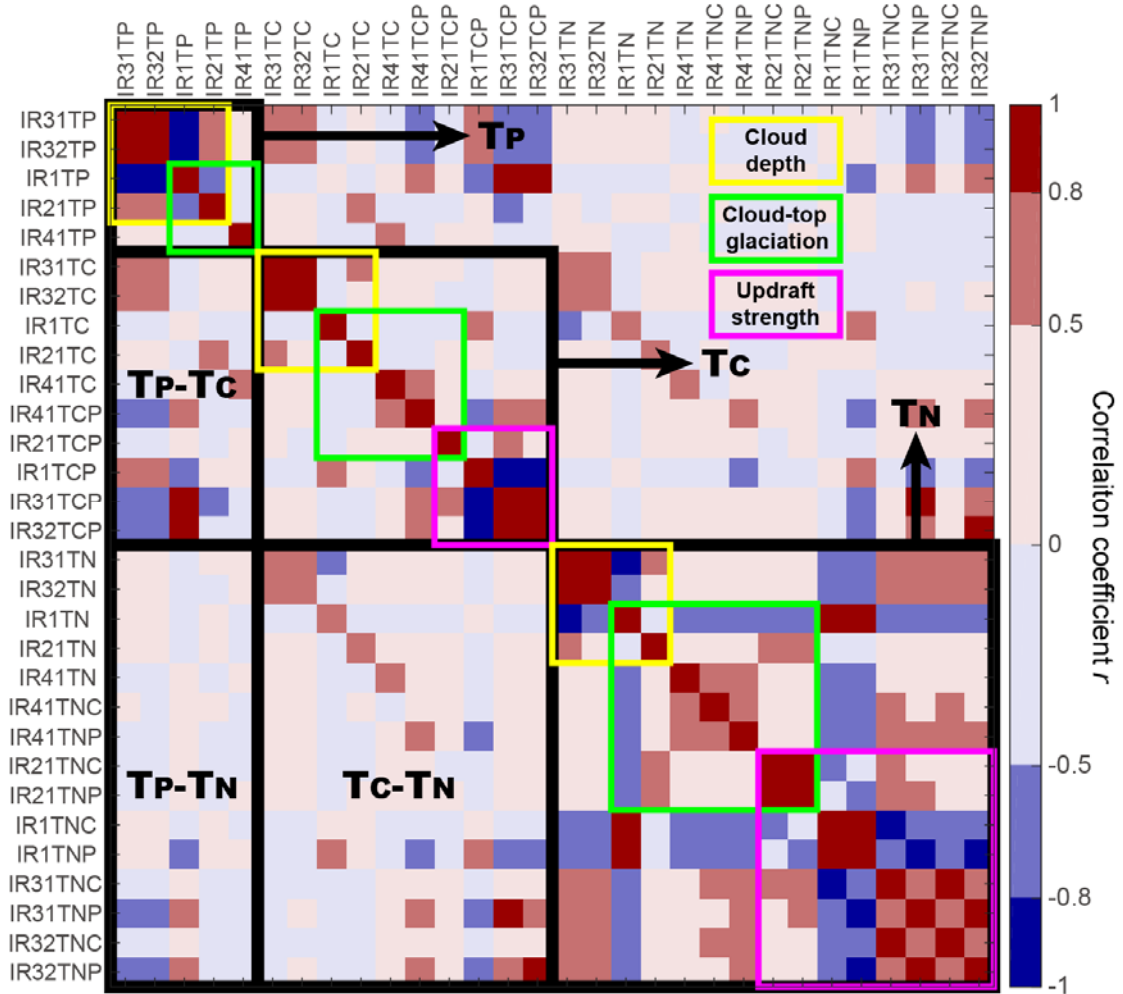 IR31TP
IR32TP
IR1TP
IR21TP
IR41TP
IR31TC
IR32TC
IR1TC
IR21TC
IR41TC
IR41TCP
IR21TCP
IR1TCP
IR31TCP
IR32TCP
IR31TN
IR32TN
IR1TN
IR21TN
IR41TN
IR41TNC
IR41TNP
IR21TNC
IR21TNP
IR1TNC
IR1TNP
IR31TNC
IR31TNP
IR32TNC
IR32TNP
IR31TP
IR32TP
IR1TP
IR21TP
IR41TP
IR31TC
IR32TC
IR1TC
IR21TC
IR41TC
IR41TCP
IR21TCP
IR1TCP
IR31TCP
IR32TCP
IR31TN
IR32TN
IR1TN
IR21TN
IR41TN
IR41TNC
IR41TNP
IR21TNC
IR21TNP
IR1TNC
IR1TNP
IR31TNC
IR31TNP
IR32TNC
IR32TNP
TP
Cloud
depth
Cloud-top
glaciation
Updraft
strength
TC
TP-TC
TN
TP-TN
TC-TN
1
0.8
0.5
0
-0.5
-0.8
-1
Correlaiton coefficient r